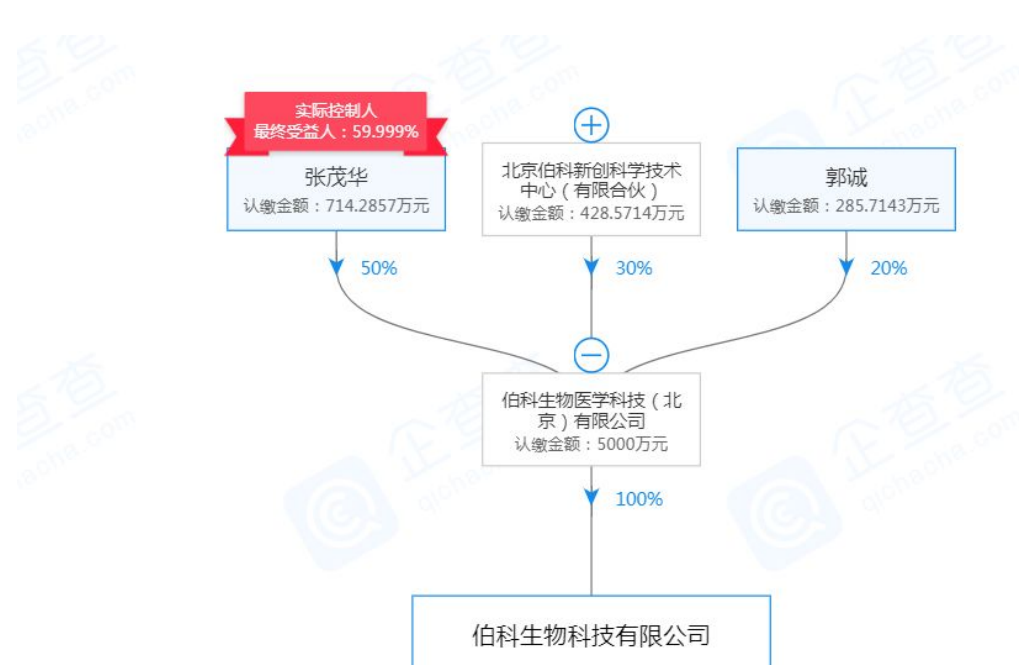 实际控制人
最终受益人：59.999%
张茂华
认缴金额：714.2857万元
北京伯科新创科学技术
中心（有限合伙）
认缴金额：428.5714万元
郭诚
认缴金额：285.7143万元
50%
30%
20%
伯科生物医学科技（北
京）有限公司
认缴金额：5000万元
100%
伯科生物科技有限公司
企查查
qichacha.com